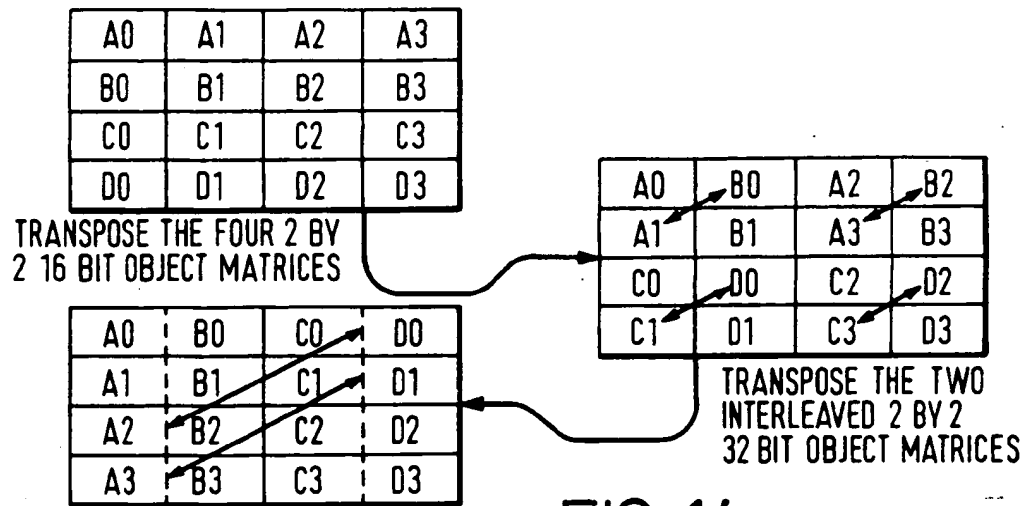 A0 A1 A2 A3
B0 B1 B2 B3
C0 C1 C2 C3
D0 D1 D2 D3
TRANSPOSE THE FOUR 2 BY
2 16 BIT OBJECT MATRICES
A0 B0 A2 B2
A1 B1 A3 B3
C0 D0 C2 D2
C1 D1 C3 D3
TRANSPOSE THE TWO
INTERLEAVED 2 BY 2
32 BIT OBJECT MATRICES
A0 B0 C0 D0
A1 B1 C1 D1
A2 B2 C2 D2
A3 B3 C3 D3